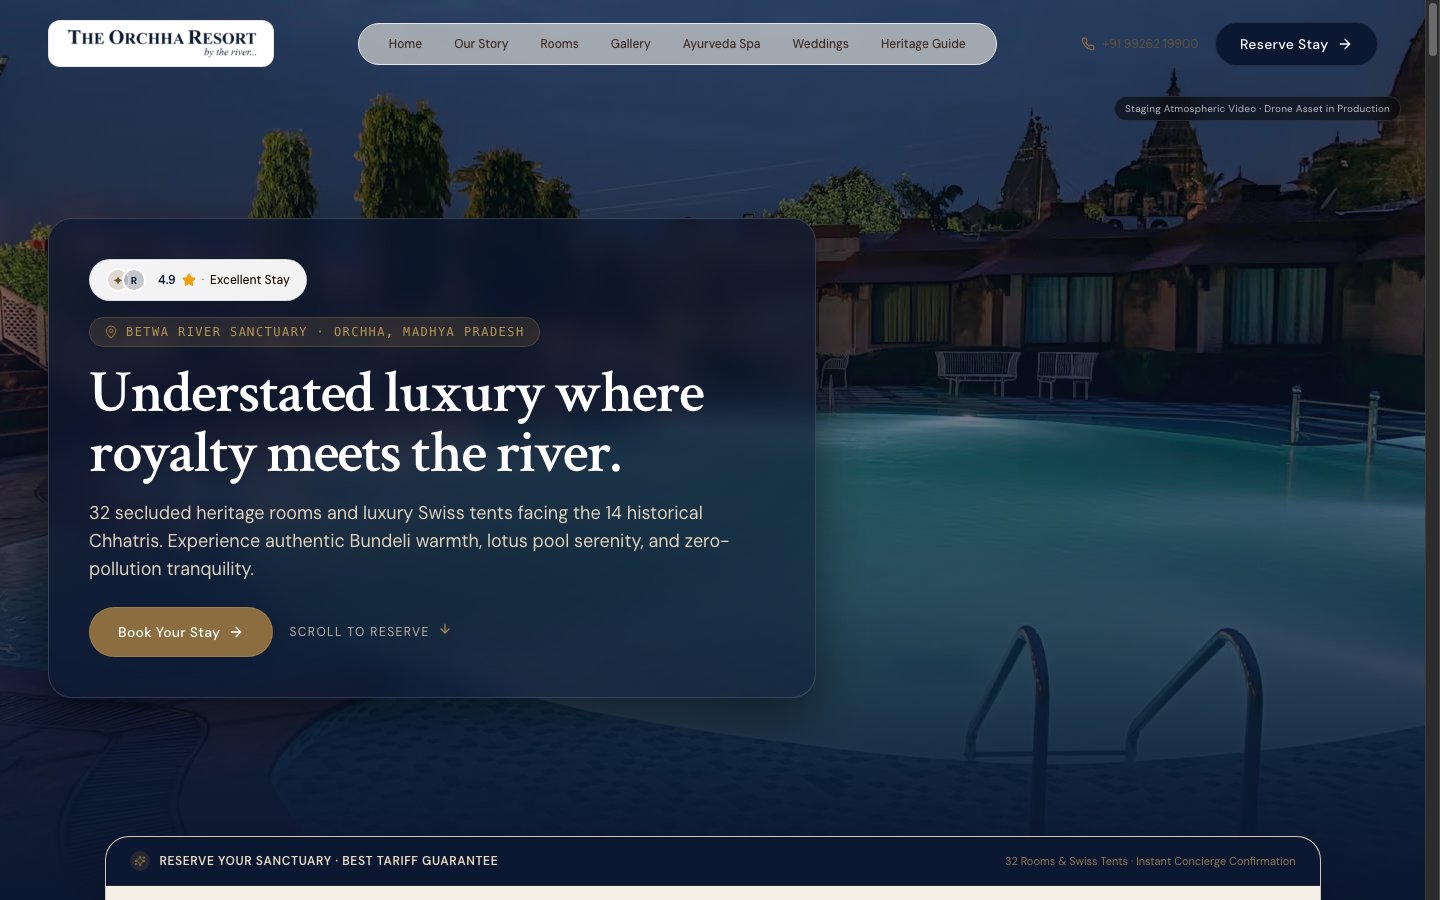 THE ORCHHA RESORT
by the river...
Home
Our Story
Rooms
Gallery
Ayurveda Spa
Weddings
Heritage Guide
+91 99262 19900
Reserve Stay
Staging Atmospheric Video · Drone Asset in Production
R
4.9 · Excellent Stay
BETWA RIVER SANCTUARY · ORCHHA, MADHYA PRADESH
Understated luxury where
royalty meets the river.
32 secluded heritage rooms and luxury Swiss tents facing the 14 historical
Chhatris. Experience authentic Bundeli warmth, lotus pool serenity, and zero-
pollution tranquility.
Book Your Stay
SCROLL TO RESERVE
RESERVE YOUR SANCTUARY · BEST TARIFF GUARANTEE
32 Rooms & Swiss Tents · Instant Concierge Confirmation